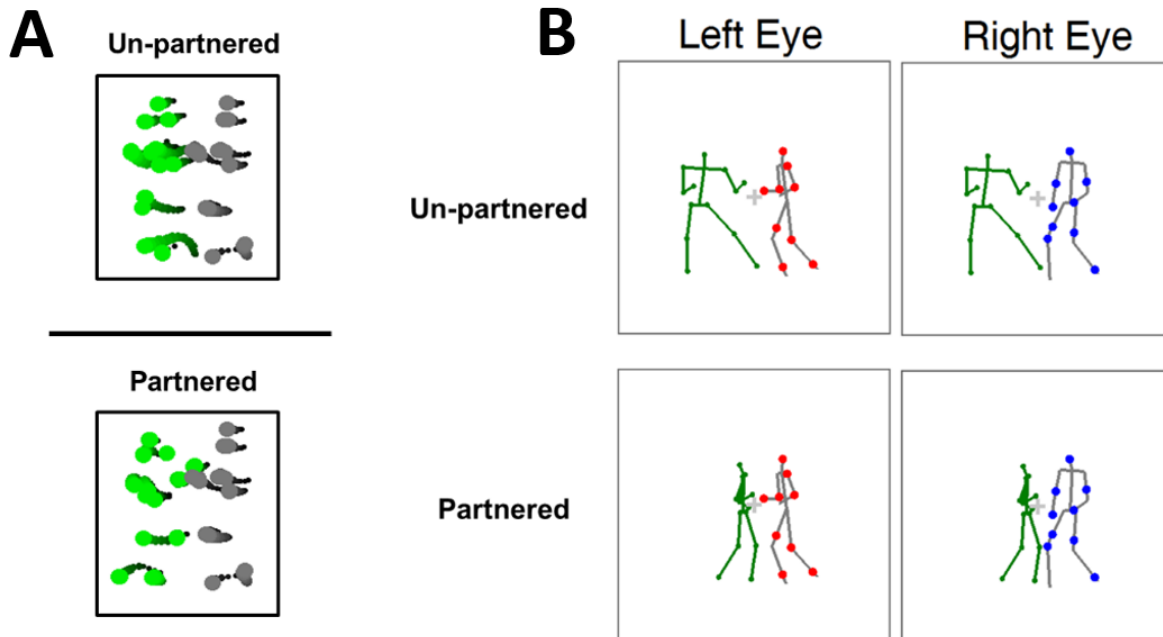 A
Un-partnered
Partnered
B
Left Eye
Right Eye
Un-partnered
Partnered